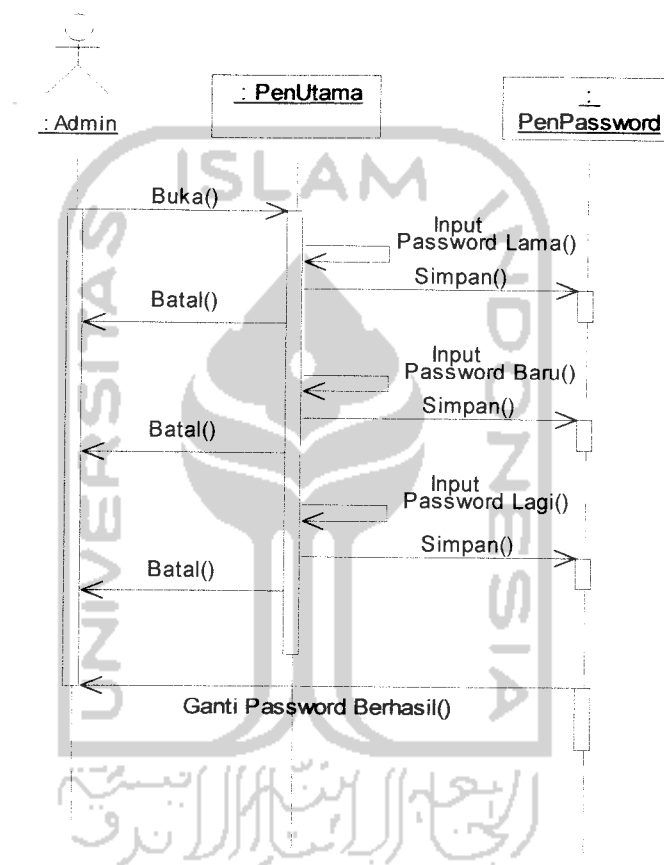 : Admin
: PenUtama
:
PenPassword
Buka()
Input
Password Lama()
Simpan()
Batal()
Input
Password Baru()
Simpan()
Batal()
Input
Password Lagi()
Simpan()
Batal()
Ganti Password Berhasil()
UNIVERSITAS
ISLAM
INDONESIA